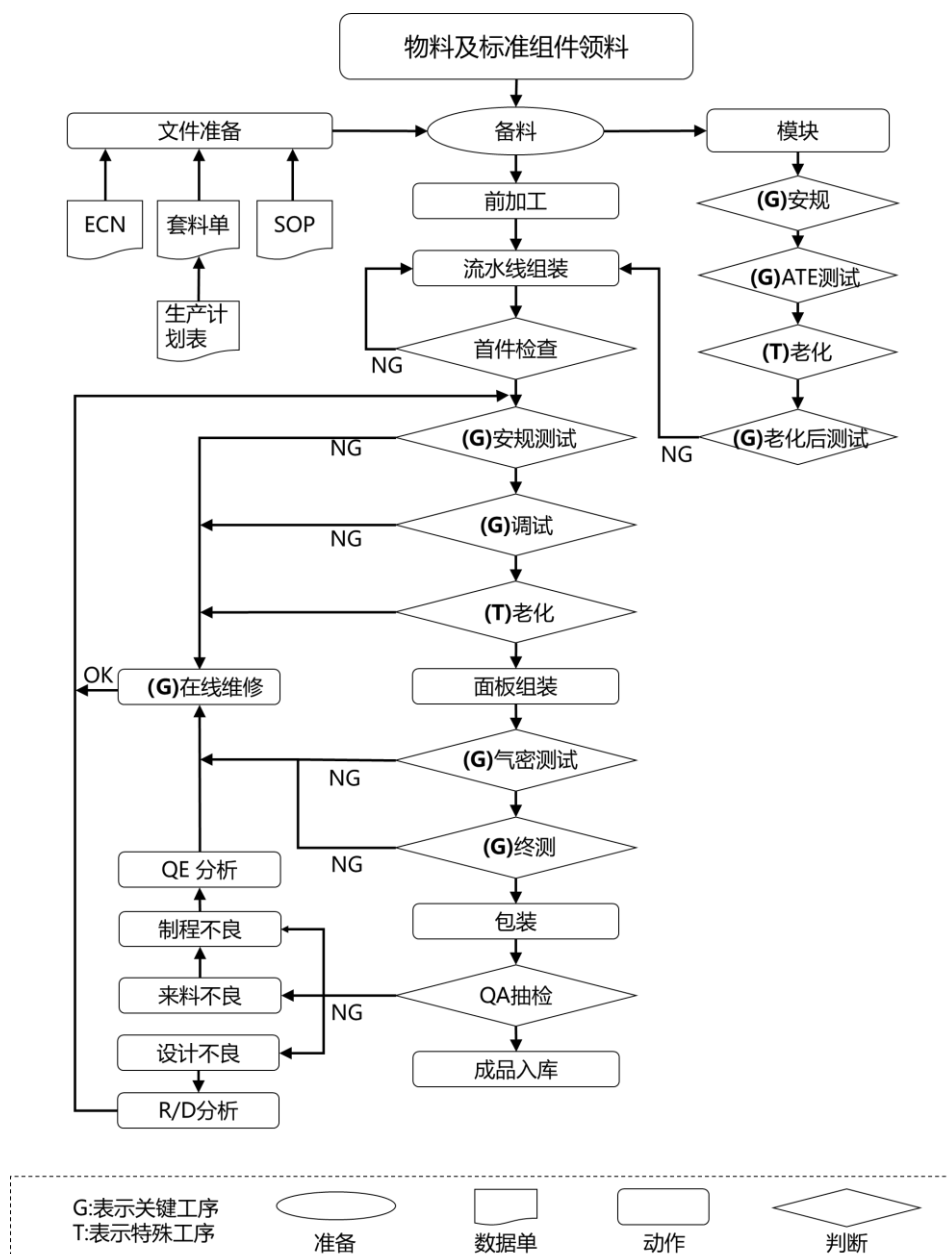 物料及标准组件领料
文件准备
备料
模块
ECN
套料单
SOP
生产计
划表
前加工
流水线组装
首件检查
NG
(G)安规
(G)ATE测试
(T)老化
(G)老化后测试
NG
(G)安规测试
NG
(G)调试
NG
(T)老化
OK
(G)在线维修
面板组装
(G)气密测试
NG
(G)终测
NG
QE 分析
包装
制程不良
来料不良
QA抽检
NG
设计不良
成品入库
R/D分析
G:表示关键工序
T:表示特殊工序
准备
数据单
动作
判断